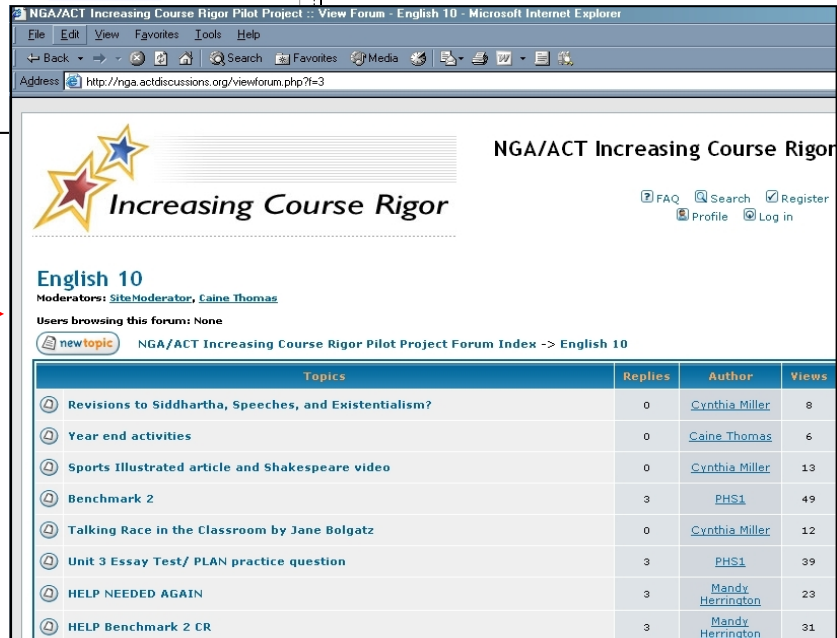 NGA/ACT Increasing Course Rigor Pilot Project :: View Forum - English 10 - Microsoft Internet Explorer
File Edit View Favorites Tools Help
Back Search Favorites Media
Address http://nga.actdiscussions.org/viewforum.php?f=3
NGA/ACT Increasing Course Rigor
Increasing Course Rigor
FAQ Search Register
Profile Log in
English 10
Moderators: SiteModerator, Caine Thomas
Users browsing this forum: None
newtopic NGA/ACT Increasing Course Rigor Pilot Project Forum Index -> English 10
Topics Replies Author Views
Revisions to Siddhartha, Speeches, and Existentialism? 0 Cynthia Miller 8
Year end activities 0 Caine Thomas 6
Sports Illustrated article and Shakespeare video 0 Cynthia Miller 13
Benchmark 2 3 PHS1 49
Talking Race in the Classroom by Jane Bolgatz 0 Cynthia Miller 12
Unit 3 Essay Test/ PLAN practice question 3 PHS1 39
HELP NEEDED AGAIN 3 Mandy Herrington 23
HELP Benchmark 2 CR 3 Mandy Herrington 31